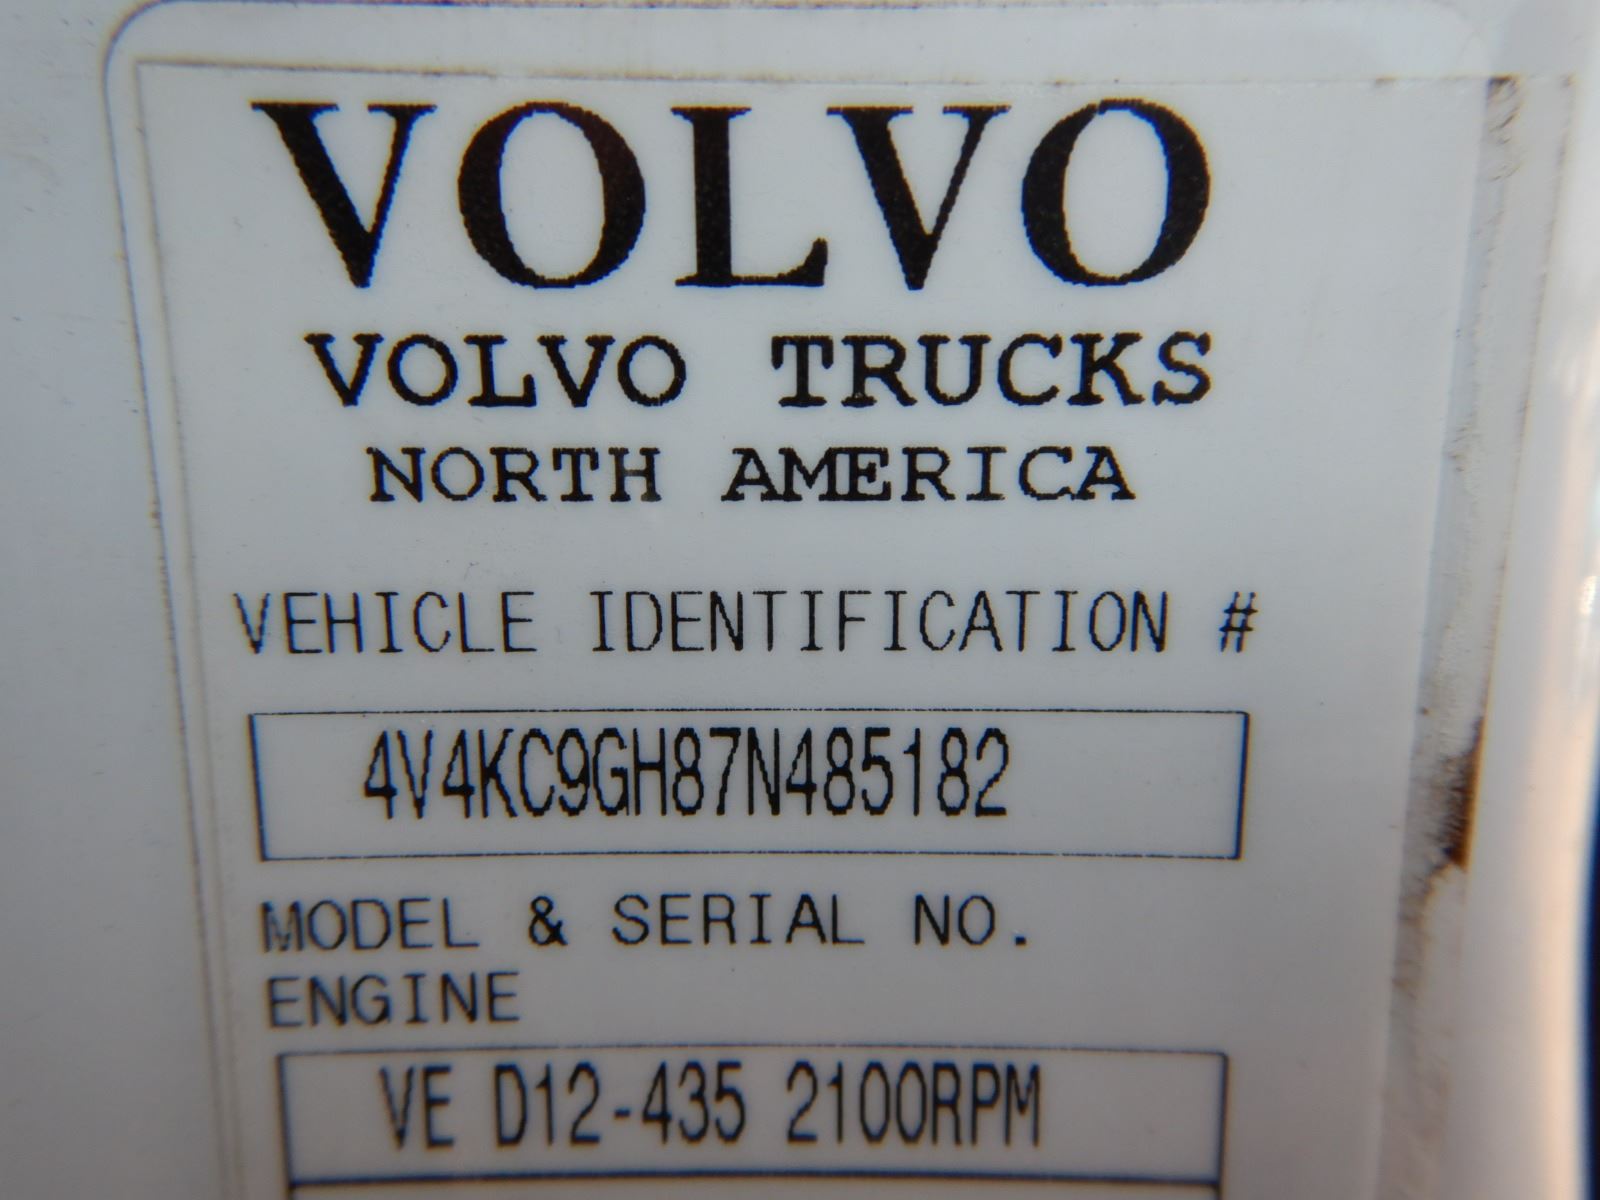 VOLVO
VOLVO TRUCKS
NORTH AMERICA
VEHICLE IDENTIFICATION #
4V4KC9GH87N485182
MODEL & SERIAL NO.
ENGINE
VE D12-435 2100RPM